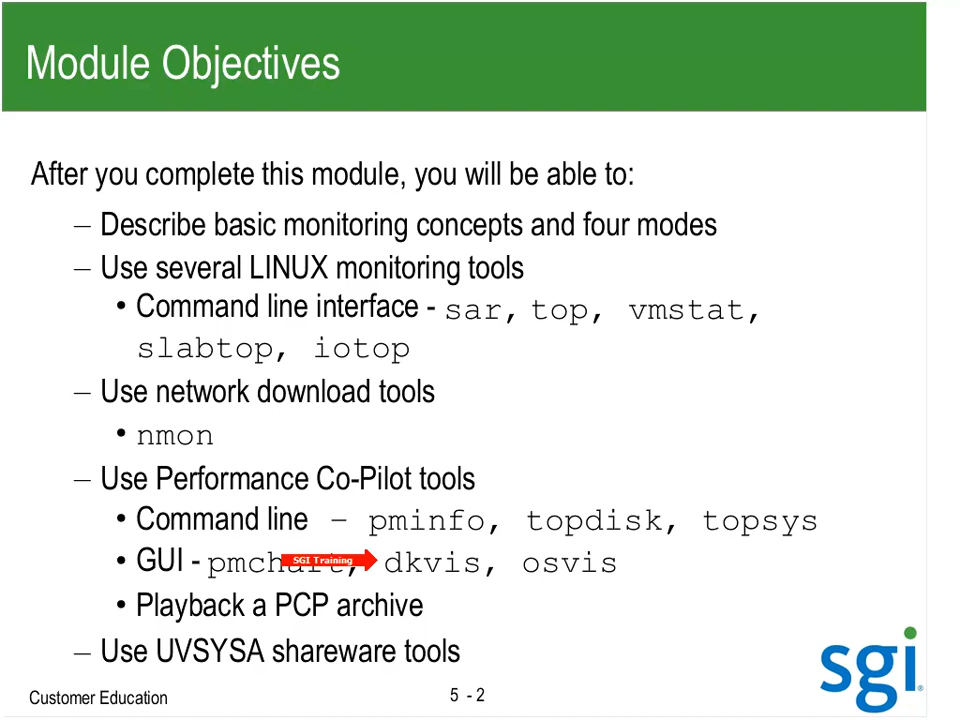 Module Objectives
After you complete this module, you will be able to:
– Describe basic monitoring concepts and four modes
– Use several LINUX monitoring tools
• Command line interface - sar, top, vmstat,
slabtop, iotop
– Use network download tools
• nmon
– Use Performance Co-Pilot tools
• Command line – pminfo, topdisk, topsys
• GUI - pmchart, dkvis, osvis
SGI Training
• Playback a PCP archive
– Use UVSYSA shareware tools
Customer Education
5 - 2
sgi®